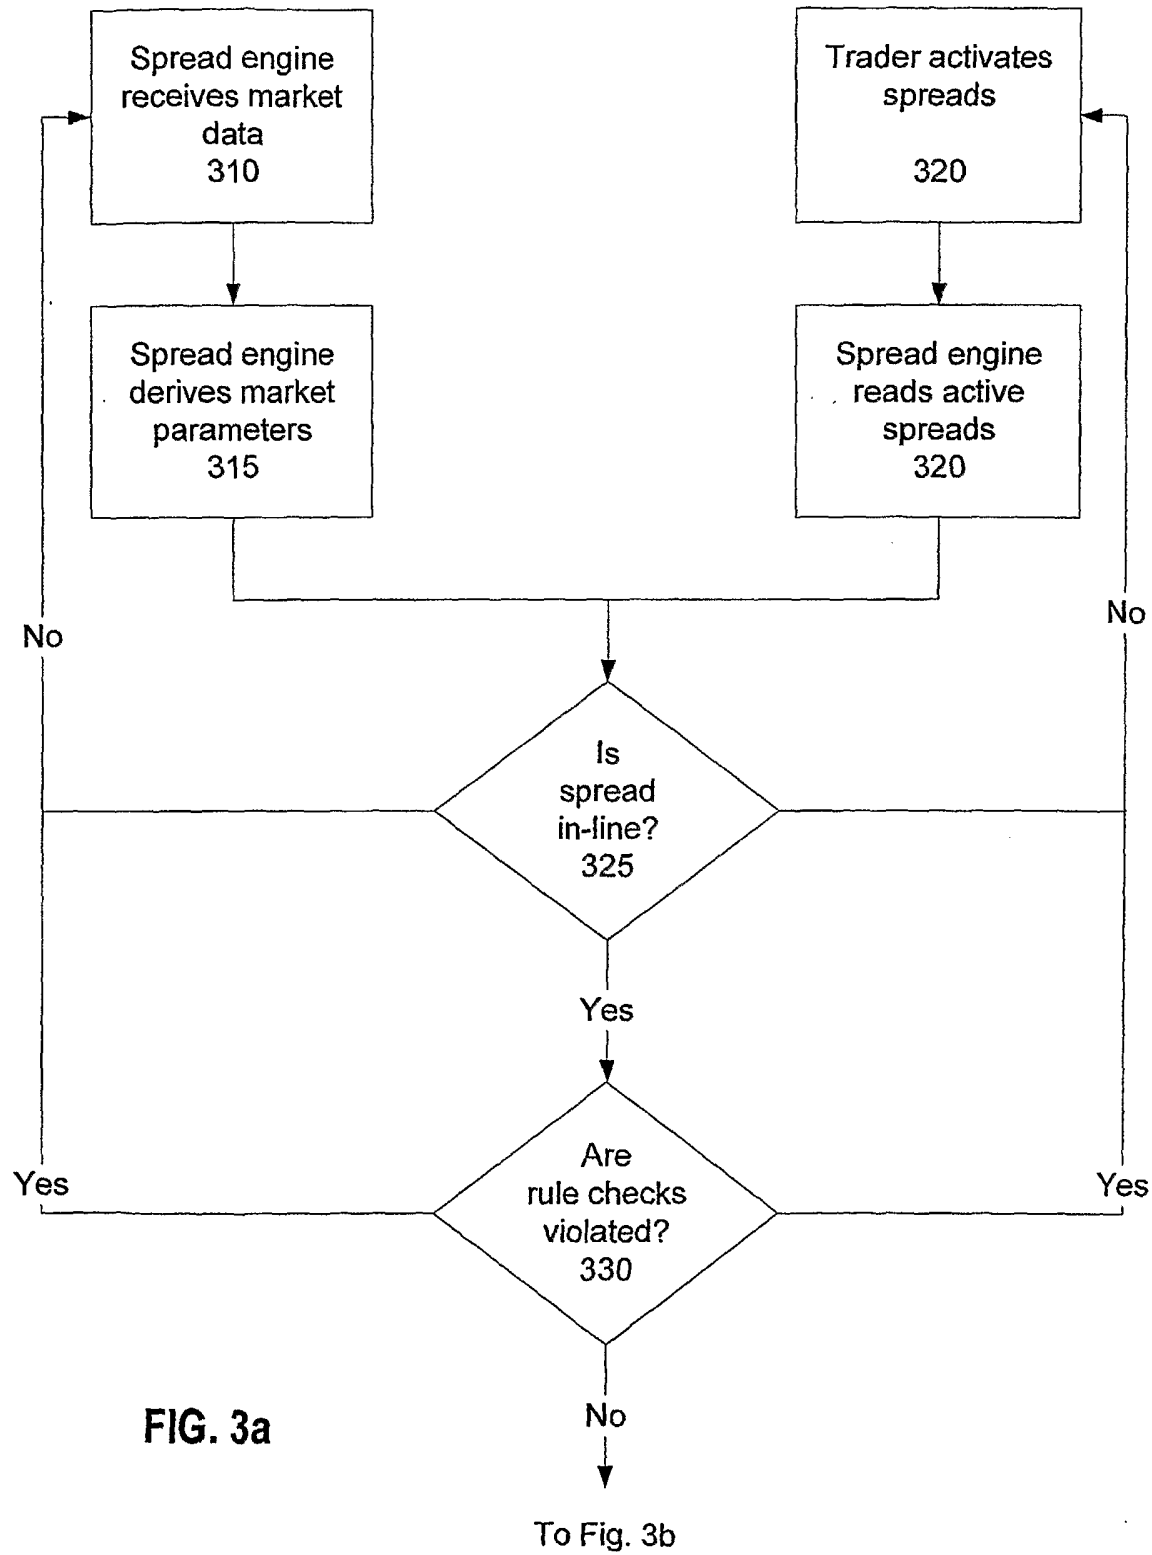 Spread engine
receives market
data
310
Trader activates
spreads
320
Spread engine
derives market
parameters
315
Spread engine
reads active
spreads
320
No
No
Is
spread
in-line?
325
Yes
Are
rule checks
violated?
330
Yes
Yes
No
FIG. 3a
To Fig. 3b